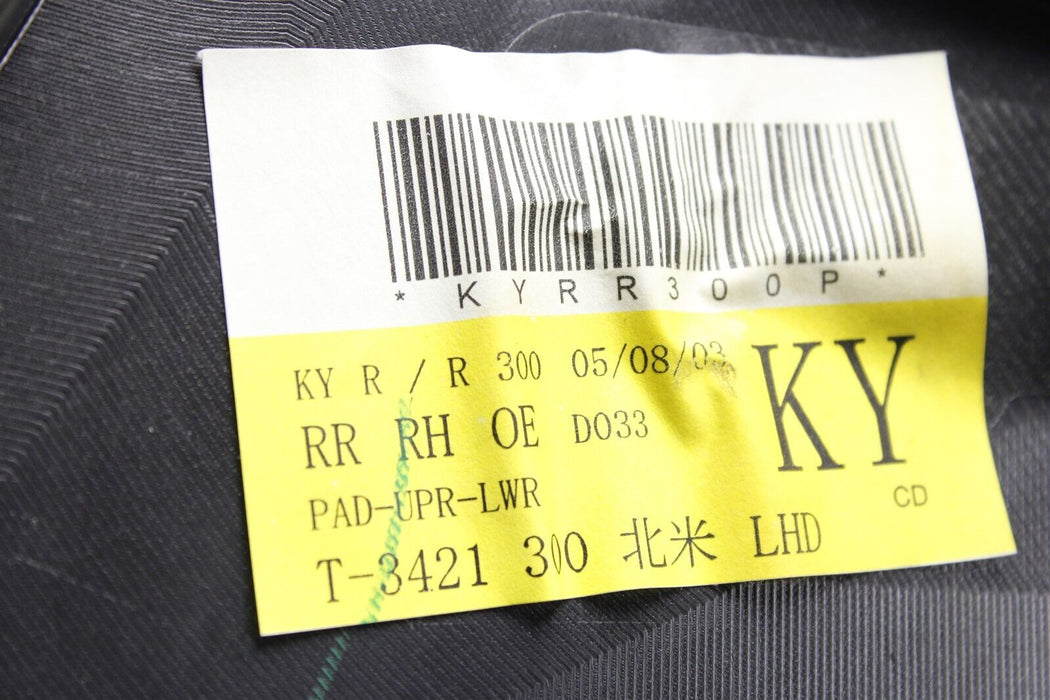 *KYRR300P*
KY R / R 300 05/08/03
RR RH OE D033
KY
PAD-UPR-LWR
CD
T-3421 300 北米 LHD